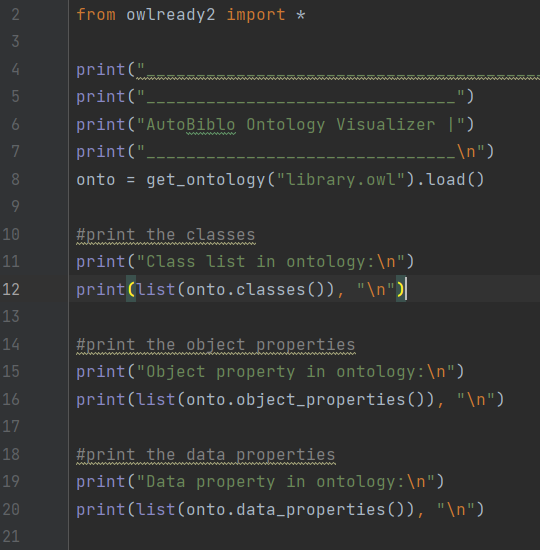 2 from owlready2 import *
3
4 print("_______________________________________
5 print("_______________________________")
6 print("AutoBiblo Ontology Visualizer |")
7 print("_______________________________\n")
8 onto = get_ontology("library.owl").load()
9
10 #print the classes
11 print("Class list in ontology:\n")
12 print(list(onto.classes()), "\n")
13
14 #print the object properties
15 print("Object property in ontology:\n")
16 print(list(onto.object_properties()), "\n")
17
18 #print the data properties
19 print("Data property in ontology:\n")
20 print(list(onto.data_properties()), "\n")
21